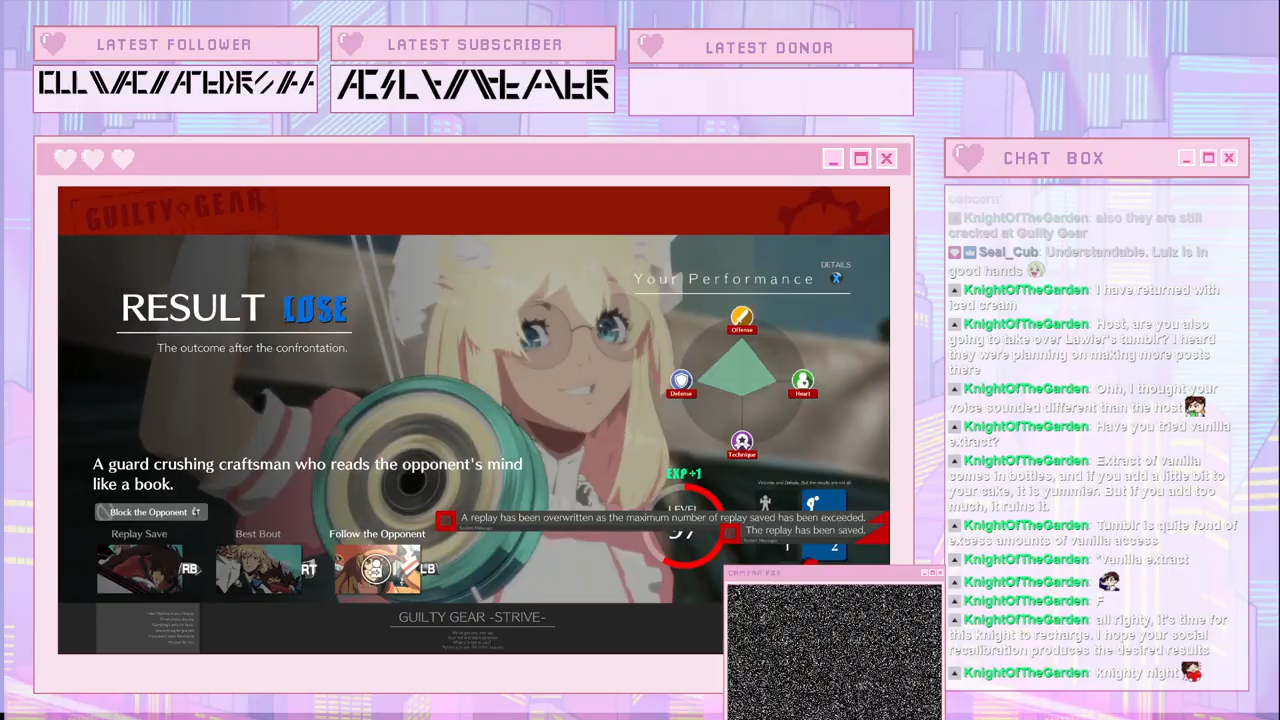 LATEST FOLLOWER
LATEST SUBSCRIBER
LATEST DONOR
CHAT BOX
GUILTY GEAR
RESULT LOSE
The outcome after the confrontation.
DETAILS
X
Your Performance
Offense
Defense
Heart
Technique
A guard crushing craftsman who reads the opponent's mind
like a book.
Block the Opponent
EXP +1
LEVEL
A replay has been overwritten as the maximum number of replay saved has been exceeded.
System Message
The replay has been saved.
System Message
1
2
Replay Save
Best Bout
Follow the Opponent
RB
RT
LB
GUILTY GEAR -STRIVE-
KnightOfTheGarden: also they are still
cracked at Guilty Gear
Seal_Cub: Understandable. Luiz is in
good hands
KnightOfTheGarden: I have returned with
iced cream
KnightOfTheGarden: Host, are you also
going to take over Lawler's tumblr? I heard
they were planning on making more posts
there
KnightOfTheGarden: Ooh, I thought your
voice sounded different than the host
KnightOfTheGarden: Have you tried vanilla
extract?
KnightOfTheGarden: Extract of vanilla
comes in bottles, and if you add a bit to
your cake, it is yummier. But if you add too
much, it ruins it.
KnightOfTheGarden: Tumblr is quite fond of
excess amounts of vanilla access
KnightOfTheGarden: *vanilla extract
KnightOfTheGarden:
KnightOfTheGarden: F
KnightOfTheGarden: all righty, it's time for
this knight to recharge. I hope your vocal
recalibration produces the desired results
KnightOfTheGarden: knighty night